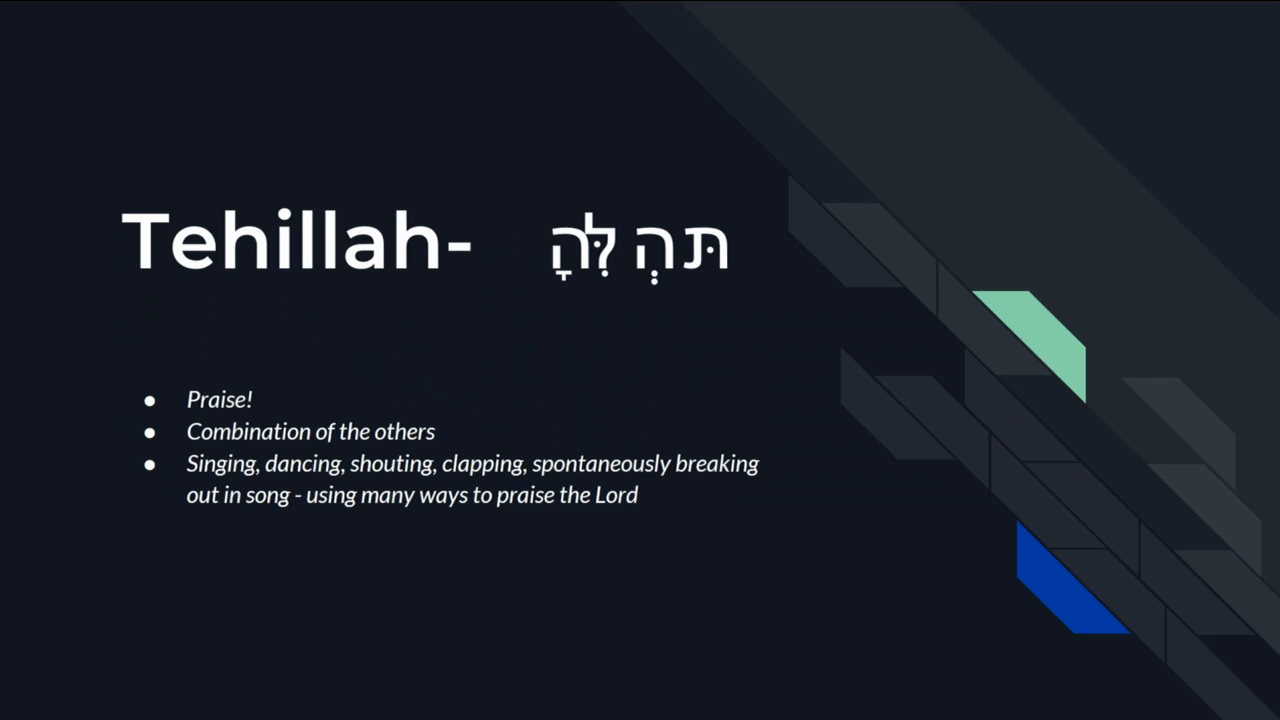 Tehillah- תְּהִלָּה
● Praise!
● Combination of the others
● Singing, dancing, shouting, clapping, spontaneously breaking
out in song - using many ways to praise the Lord